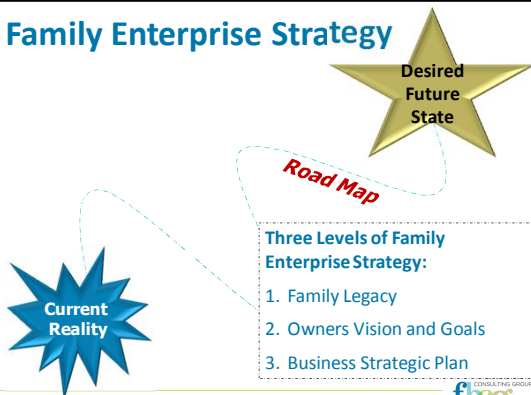 Family Enterprise Strategy
Desired
Future
State
Road Map
Three Levels of Family
Enterprise Strategy:
1. Family Legacy
2. Owners Vision and Goals
3. Business Strategic Plan
Current
Reality
CONSULTING GROUP